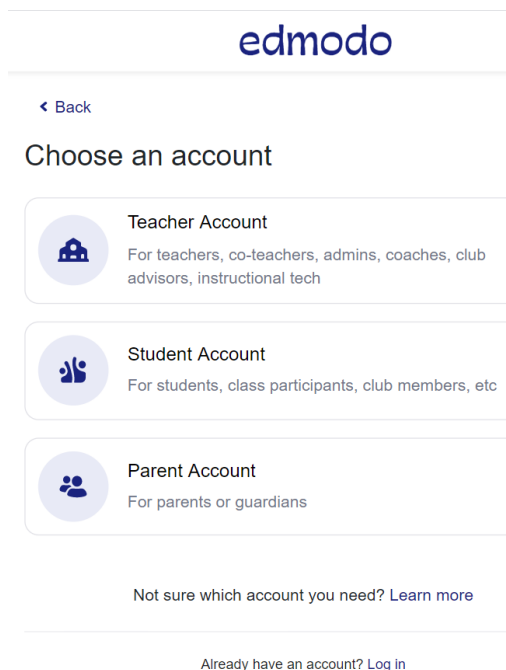 edmodo
Back
Choose an account
Teacher Account
For teachers, co-teachers, admins, coaches, club
advisors, instructional tech
Student Account
For students, class participants, club members, etc
Parent Account
For parents or guardians
Not sure which account you need? Learn more
Already have an account? Log in